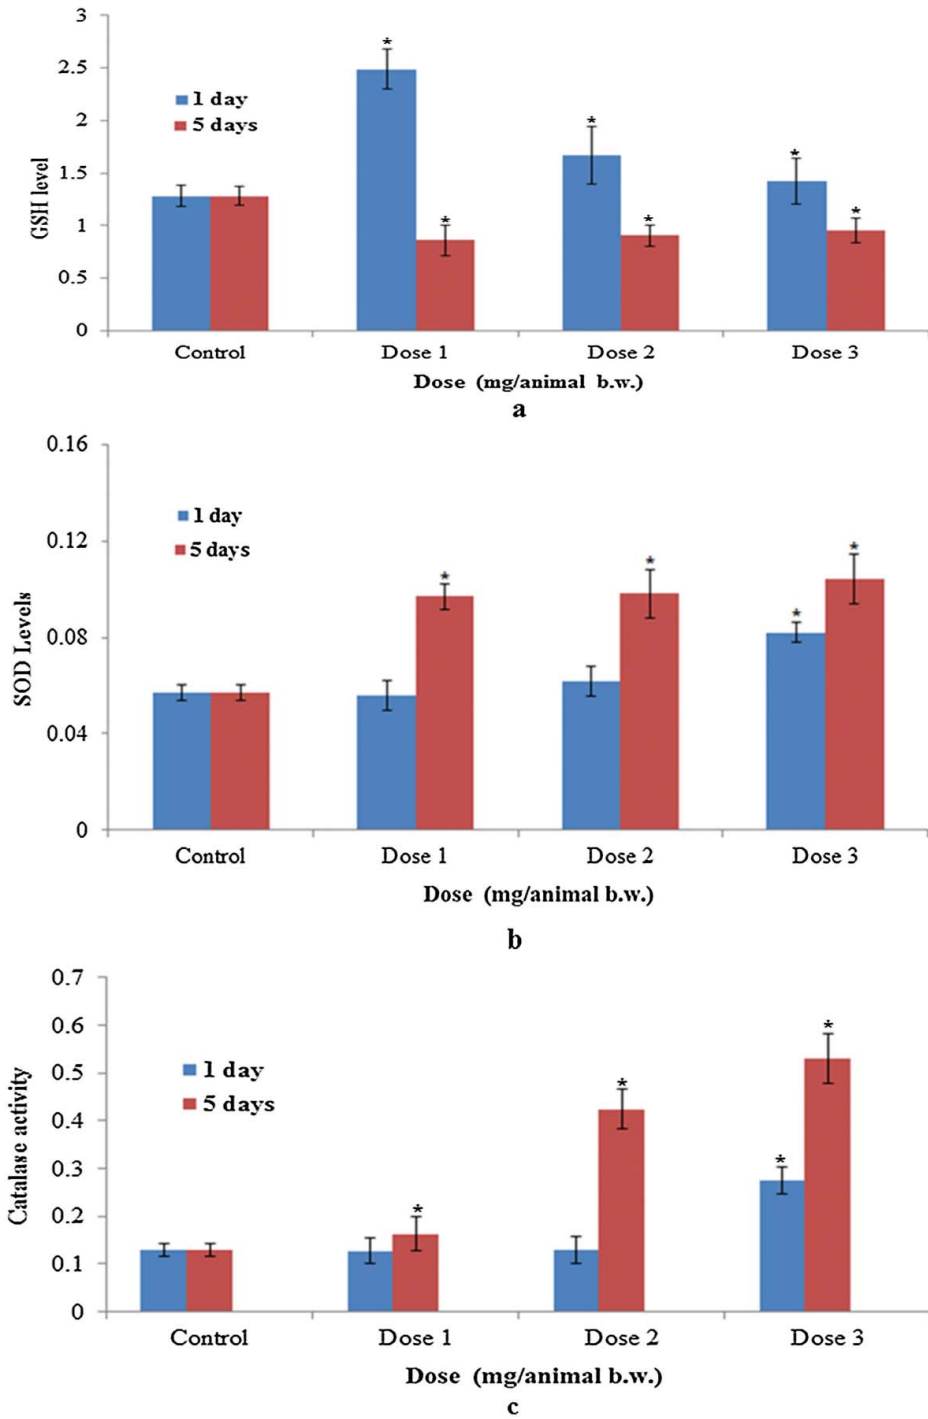 3
2.5
2
1.5
1
0.5
0
GSH level
1 day
5 days
*
*
*
*
*
*
Control Dose 1 Dose 2 Dose 3
Dose (mg/animal b.w.)
a
0.16
0.12
0.08
0.04
0
SOD Levels
1 day
5 days
*
*
*
*
Control Dose 1 Dose 2 Dose 3
Dose (mg/animal b.w.)
b
0.7
0.6
0.5
0.4
0.3
0.2
0.1
0
Catalase activity
1 day
5 days
*
*
*
*
Control Dose 1 Dose 2 Dose 3
Dose (mg/animal b.w.)
c